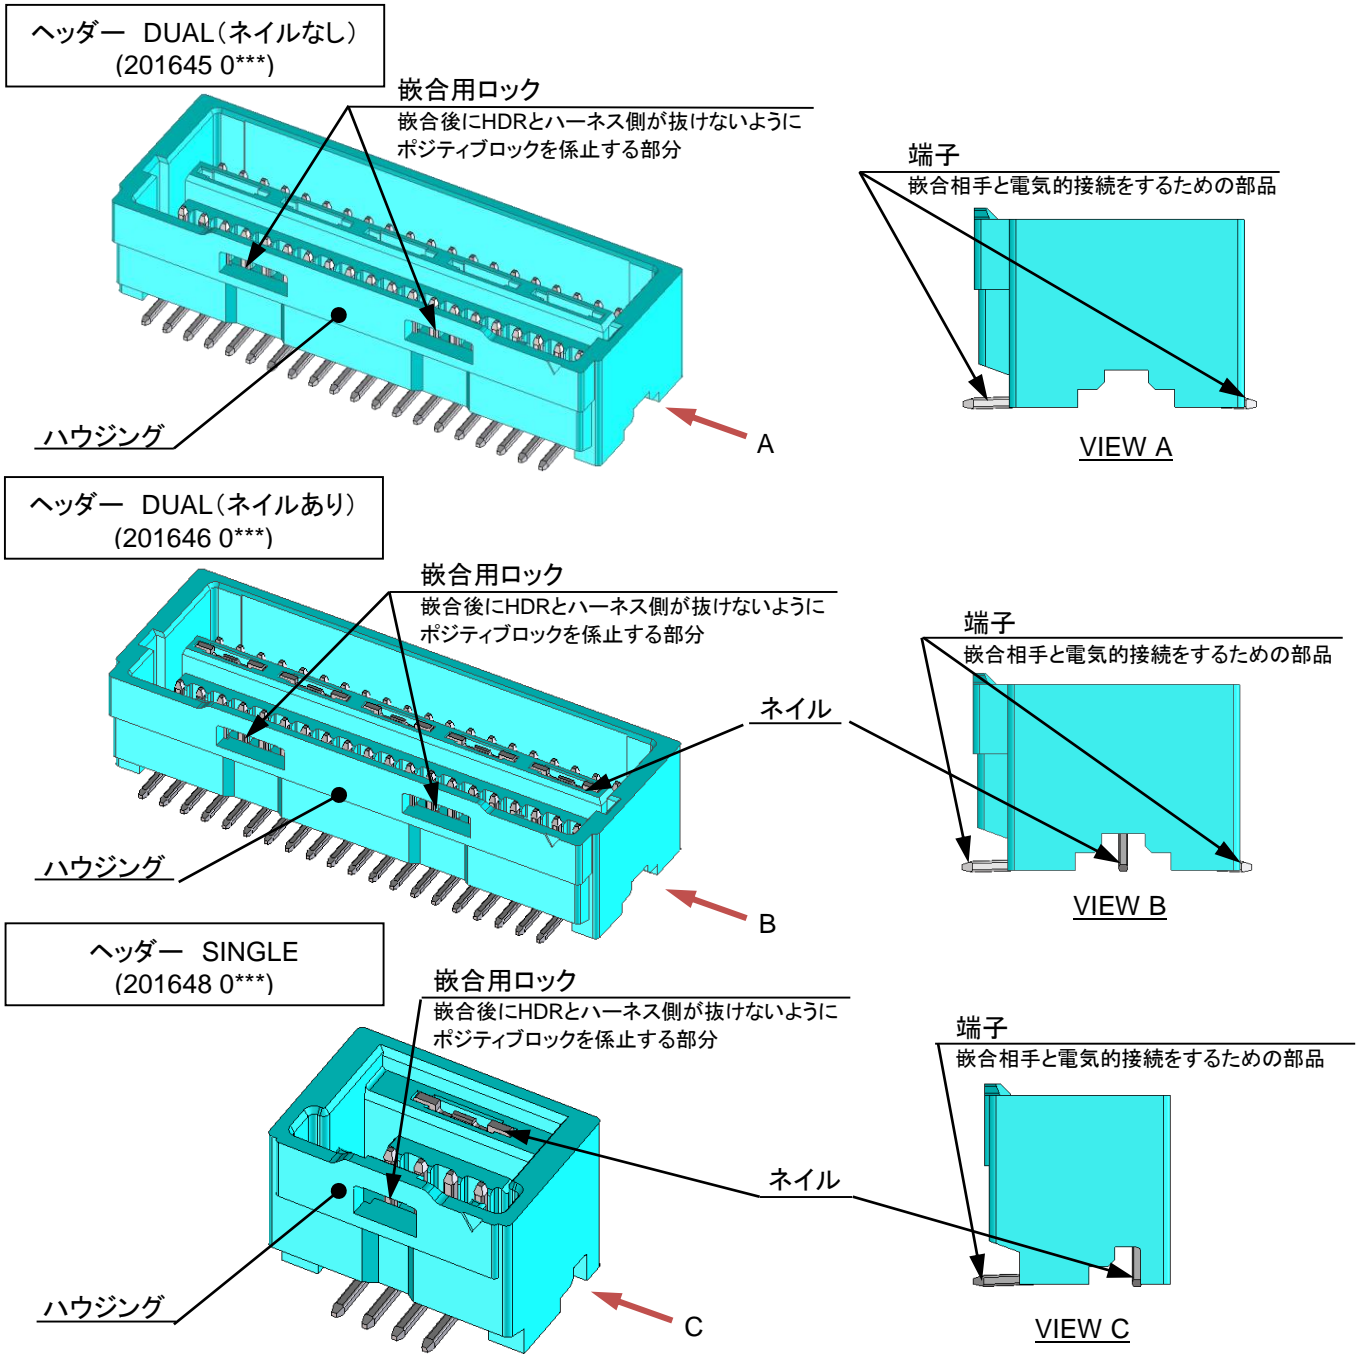 ヘッダー DUAL(ネイルなし)
(201645 0***)
嵌合用ロック
嵌合後にHDRとハーネス側が抜けないように
ポジティブロックを係止する部分
端子
嵌合相手と電気的接続をするための部品
ハウジング
A
VIEW A
ヘッダー DUAL(ネイルあり)
(201646 0***)
嵌合用ロック
嵌合後にHDRとハーネス側が抜けないように
ポジティブロックを係止する部分
端子
嵌合相手と電気的接続をするための部品
ネイル
ハウジング
B
VIEW B
ヘッダー SINGLE
(201648 0***)
嵌合用ロック
嵌合後にHDRとハーネス側が抜けないように
ポジティブロックを係止する部分
端子
嵌合相手と電気的接続をするための部品
ネイル
ハウジング
C
VIEW C